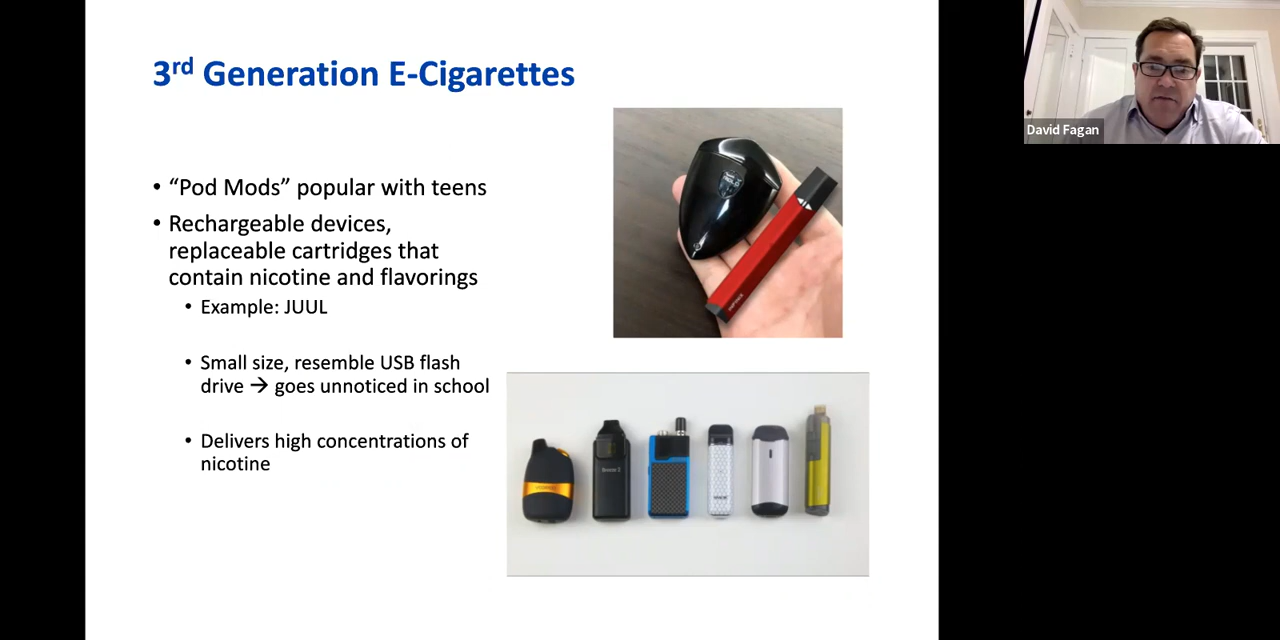 3rd Generation E-Cigarettes
• “Pod Mods” popular with teens
• Rechargeable devices,
replaceable cartridges that
contain nicotine and flavorings
• Example: JUUL
• Small size, resemble USB flash
drive → goes unnoticed in school
• Delivers high concentrations of
nicotine
David Fagan